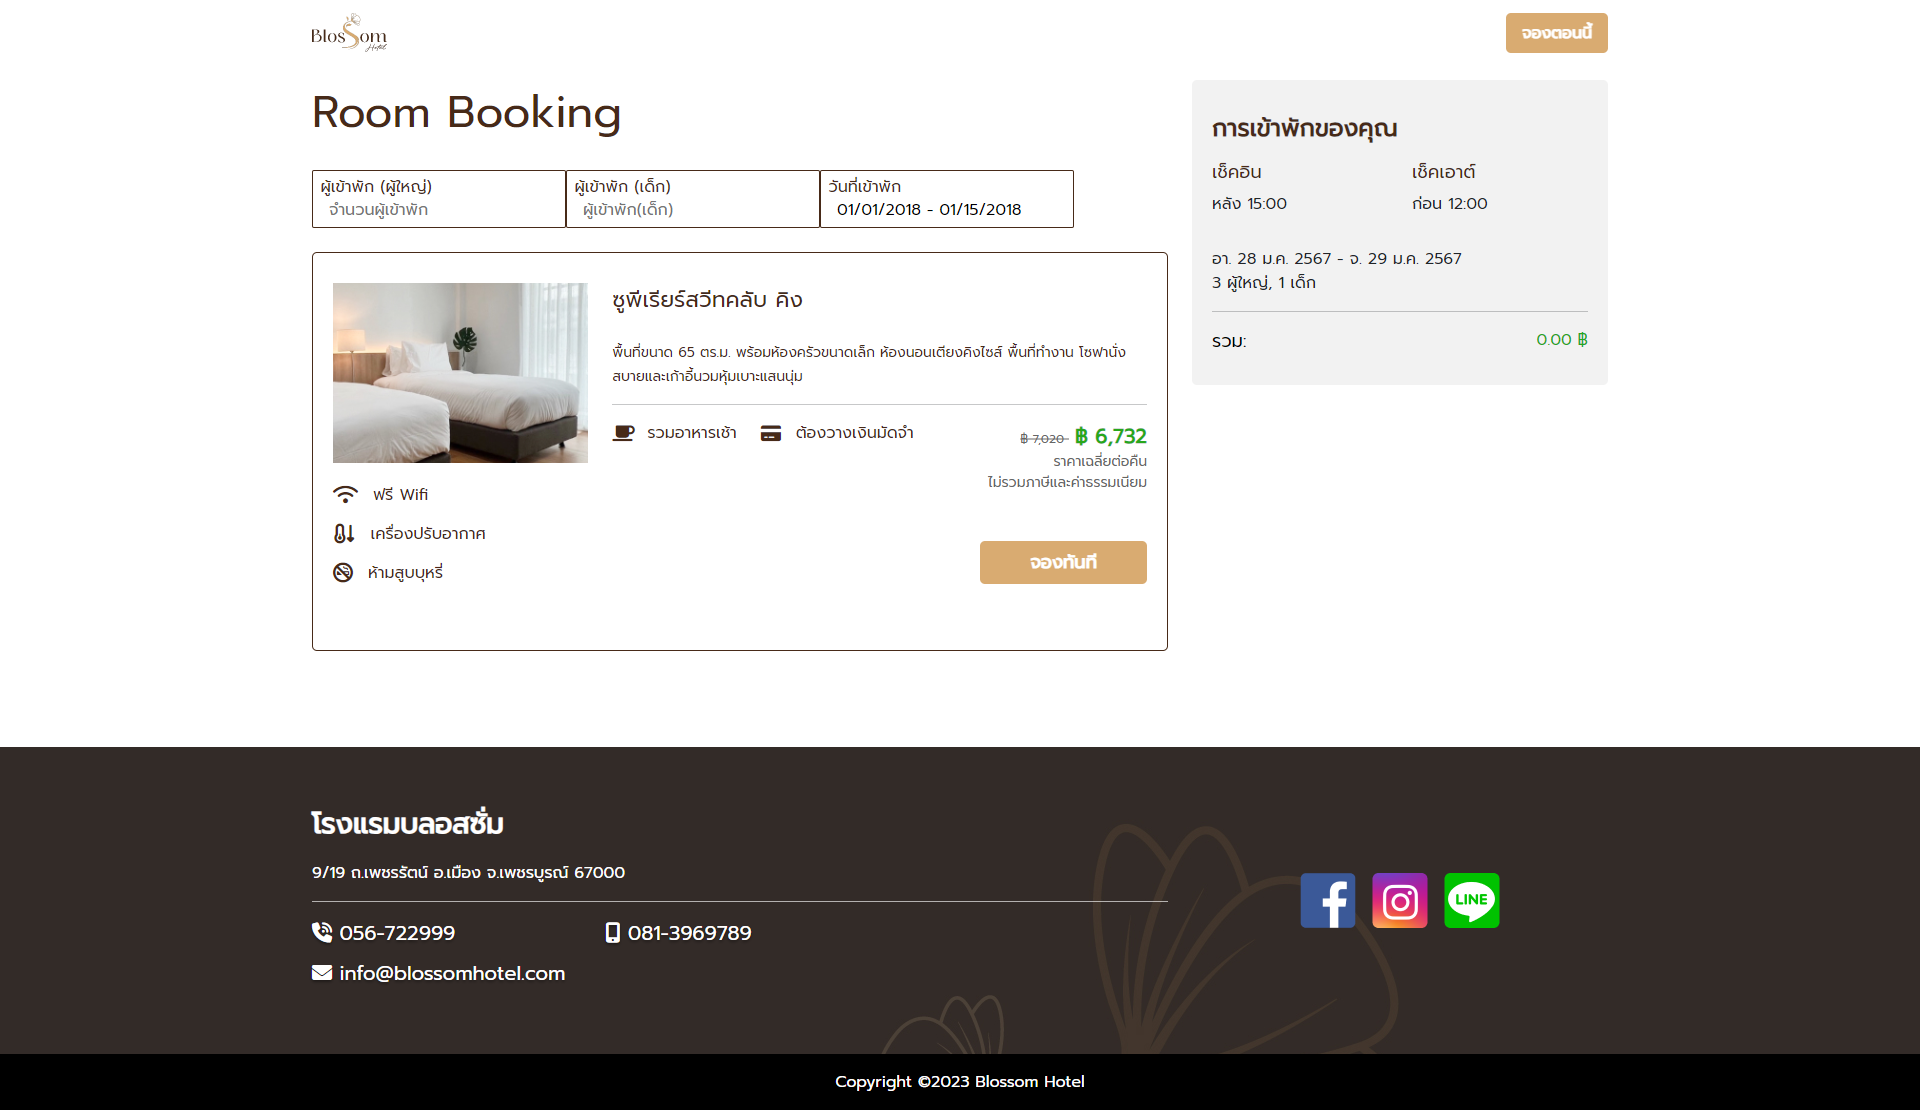 Blossom
Hotel
จองตอนนี้
Room Booking
ผู้เข้าพัก (ผู้ใหญ่)
จำนวนผู้เข้าพัก
ผู้เข้าพัก (เด็ก)
ผู้เข้าพัก(เด็ก)
วันที่เข้าพัก
01/01/2018 - 01/15/2018
ซูพีเรียร์สวีทคลับ คิง
พื้นที่ขนาด 65 ตร.ม. พร้อมห้องครัวขนาดเล็ก ห้องนอนเตียงคิงไซส์ พื้นที่ทำงาน โซฟานั่ง
สบายและเก้าอี้นวมหุ้มเบาะแสนนุ่ม
รวมอาหารเช้า
ต้องวางเงินมัดจำ
฿ 7,020 ฿ 6,732
ราคาเฉลี่ยต่อคืน
ไม่รวมภาษีและค่าธรรมเนียม
ฟรี Wifi
เครื่องปรับอากาศ
ห้ามสูบบุหรี่
จองทันที
การเข้าพักของคุณ
เช็คอิน
เช็คเอาต์
หลัง 15:00
ก่อน 12:00
อา. 28 ม.ค. 2567 - จ. 29 ม.ค. 2567
3 ผู้ใหญ่, 1 เด็ก
รวม:
0.00 ฿
โรงแรมบลอสซั่ม
9/19 ถ.เพชรรัตน์ อ.เมือง จ.เพชรบูรณ์ 67000
056-722999
081-3969789
info@blossomhotel.com
LINE
Copyright ©2023 Blossom Hotel